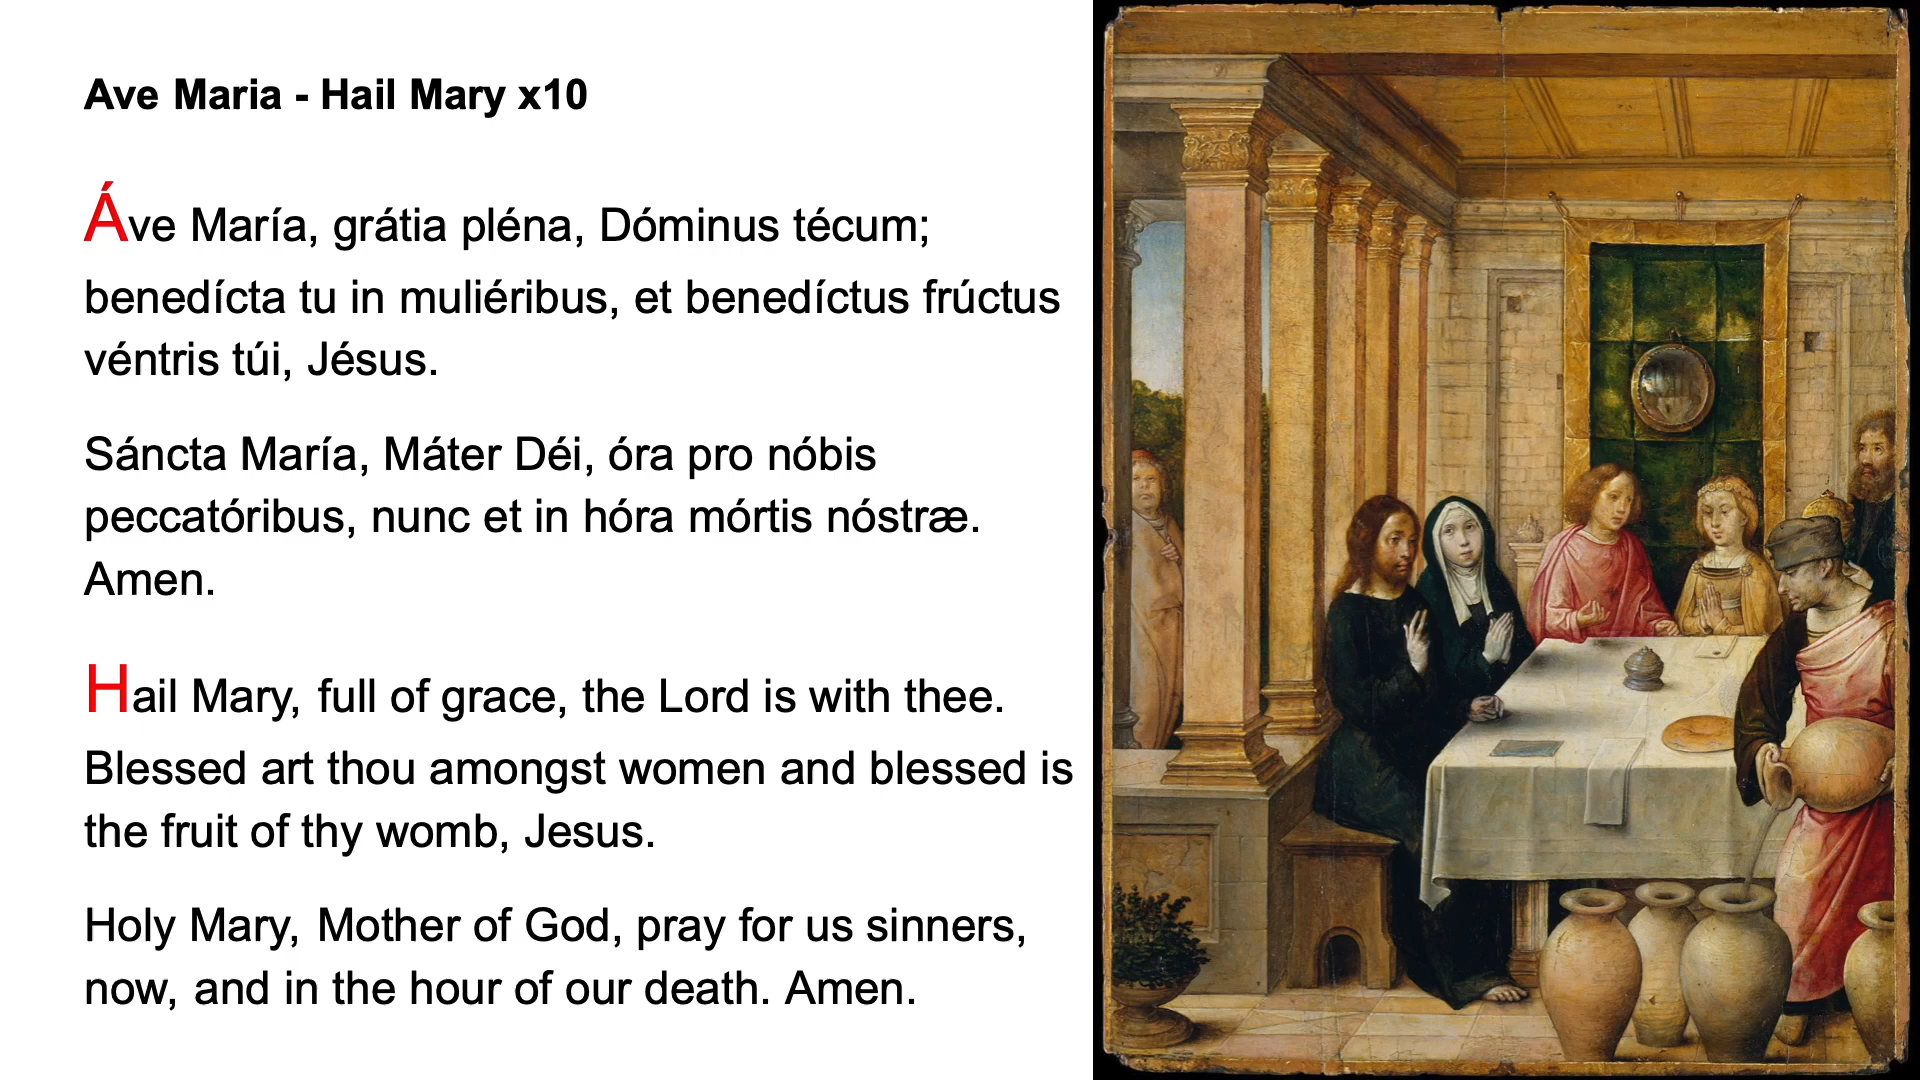 Ave Maria - Hail Mary x10
Áve María, grátia pléna, Dóminus técum;
benedícta tu in muliéribus, et benedíctus frúctus
véntris túi, Jésus.
Sáncta María, Máter Déi, óra pro nóbis
peccatóribus, nunc et in hóra mórtis nóstræ.
Amen.
Hail Mary, full of grace, the Lord is with thee.
Blessed art thou amongst women and blessed is
the fruit of thy womb, Jesus.
Holy Mary, Mother of God, pray for us sinners,
now, and in the hour of our death. Amen.